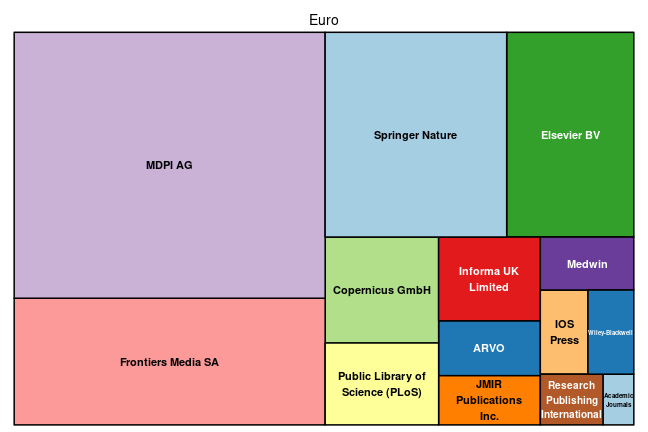 Euro
MDPI AG
Springer Nature
Elsevier BV
Frontiers Media SA
Copernicus GmbH
Public Library of
Science (PLoS)
Informa UK
Limited
ARVO
JMIR
Publications
Inc.
Medwin
IOS
Press
Wiley-Blackwell
Research
Publishing
International
Academic
Journals